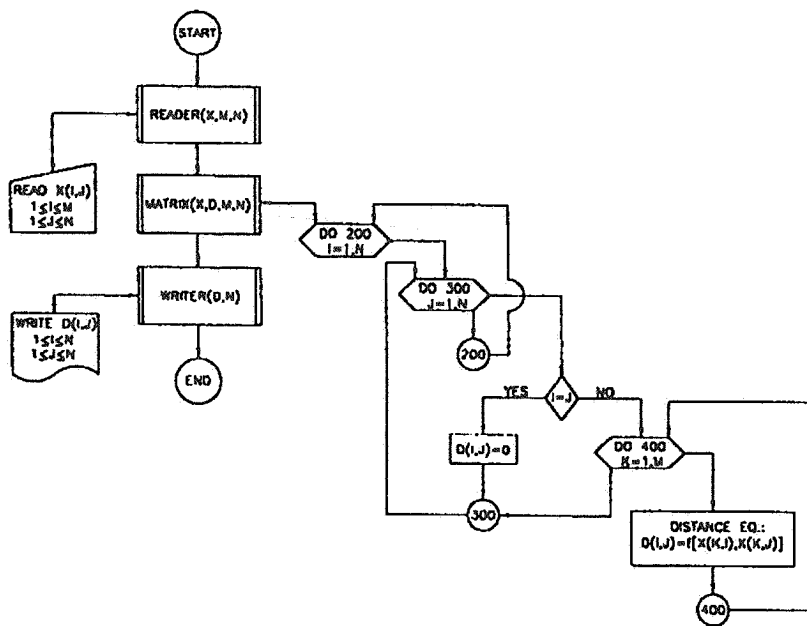 START
READER(X,M,N)
READ X(I,J)
1≤I≤M
1≤J≤N
MATRIX(X,D,M,N)
DO 200
I=1,N
DO 300
J=1,N
WRITER(D,N)
WRITE D(I,J)
1≤I≤N
1≤J≤N
200
END
YES
I=J
NO
D(I,J)=0
DO 400
K=1,M
300
DISTANCE EQ.:
D(I,J)=f[X(K,I),X(K,J)]
400